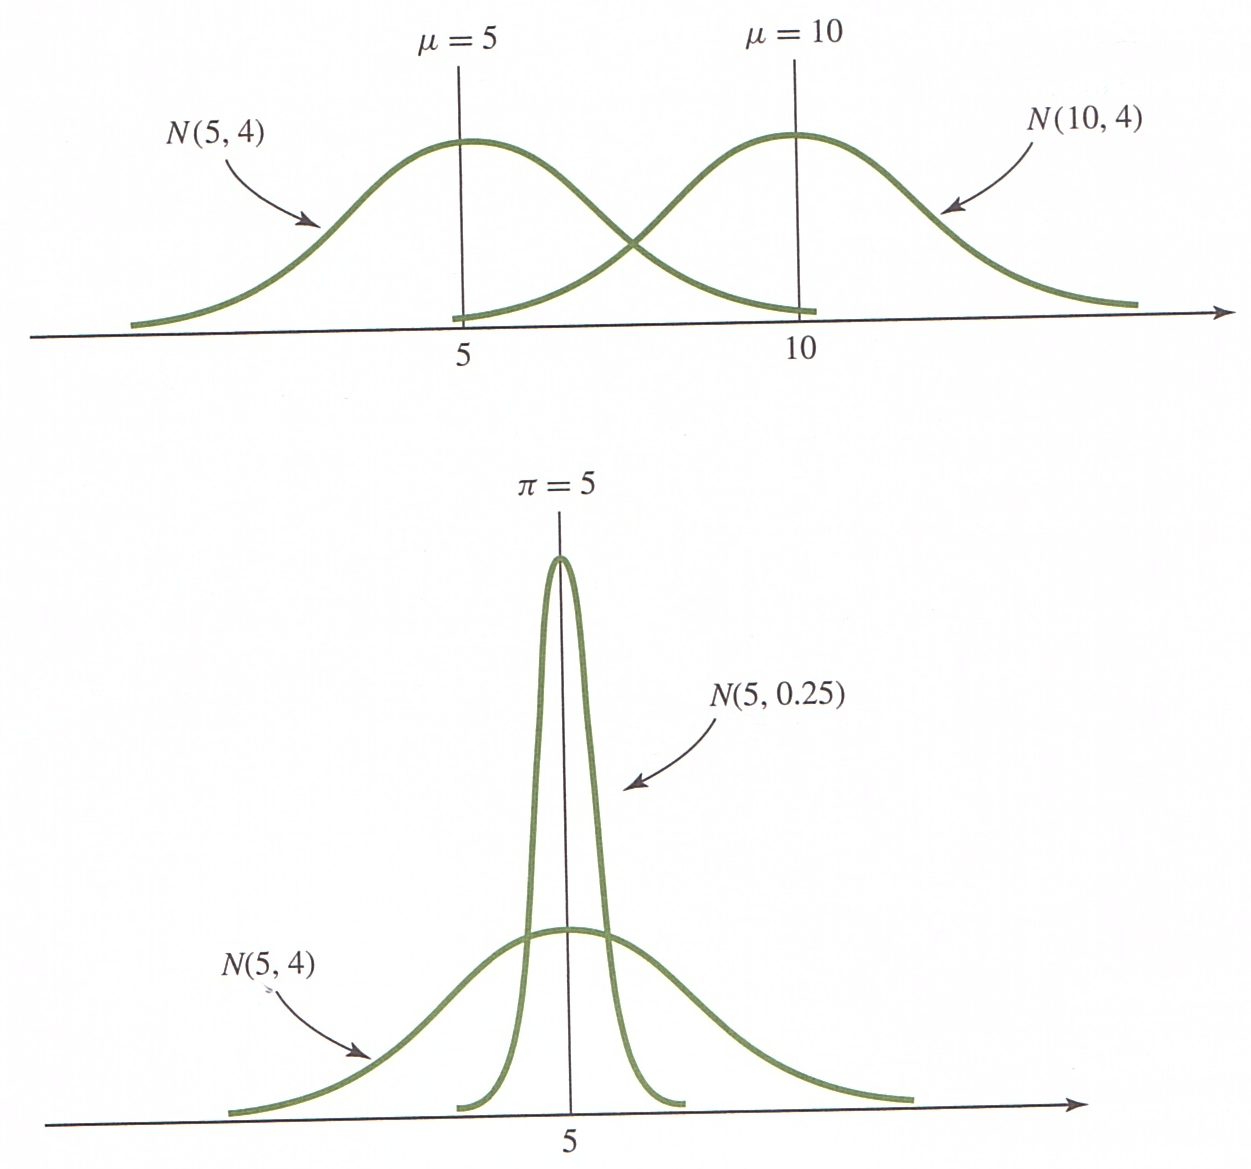 μ = 5
μ = 10
N(5, 4)
N(10, 4)
5
10
π = 5
N(5, 0.25)
N(5, 4)
5